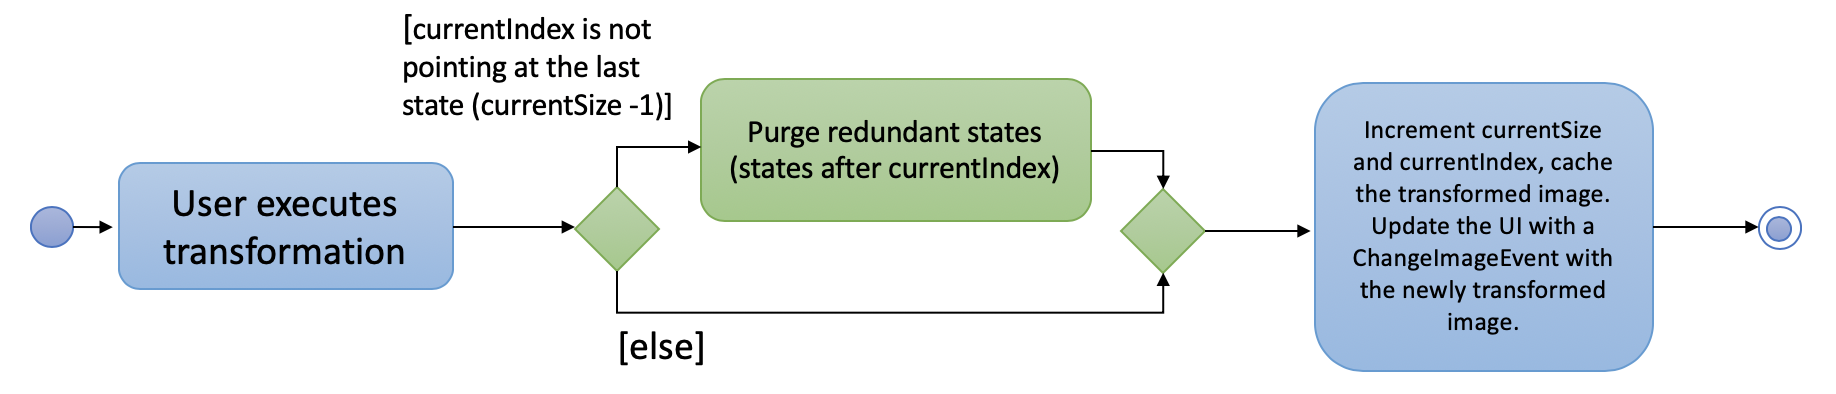 [currentIndex is not
pointing at the last
state (currentSize -1)]
User executes
transformation
Purge redundant states
(states after currentIndex)
[else]
Increment currentSize
and currentIndex, cache
the transformed image.
Update the UI with a
ChangeImageEvent with
the newly transformed
image.